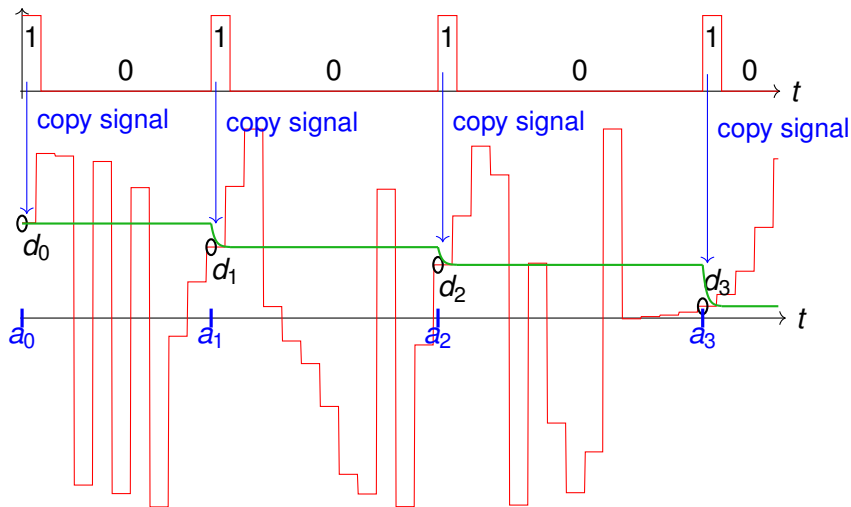 1 1 1 1
0 0 0 0
t
copy signal copy signal copy signal copy signal
d₀ d₁ d₂ d₃
t
a₀ a₁ a₂ a₃